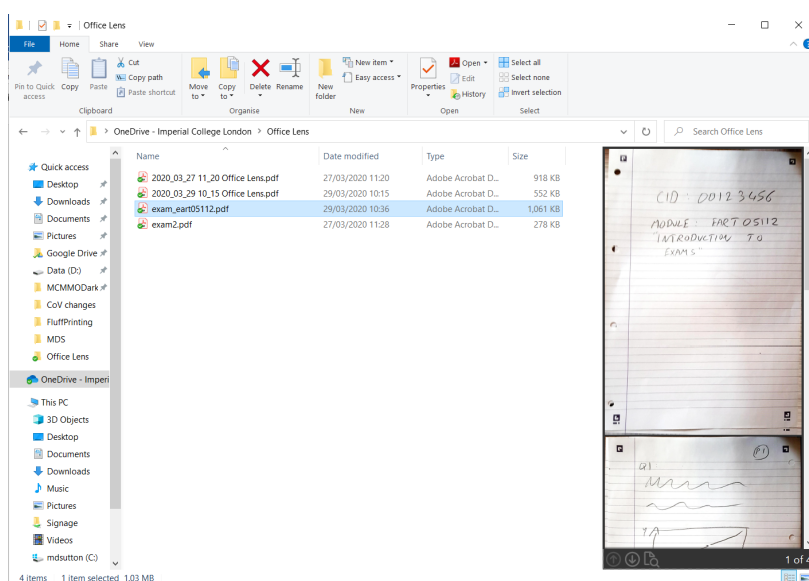 Office Lens
File Home Share View
Pin to Quick access
Copy
Paste
Cut
Copy path
Paste shortcut
Clipboard
Move to
Copy to
Delete
Rename
Organise
New folder
New item
Easy access
New
Properties
Open
Edit
History
Open
Select all
Select none
Invert selection
Select
OneDrive - Imperial College London > Office Lens
Search Office Lens
Name Date modified Type Size
2020_03_27 11_20 Office Lens.pdf 27/03/2020 11:20 Adobe Acrobat D... 918 KB
2020_03_29 10_15 Office Lens.pdf 29/03/2020 10:15 Adobe Acrobat D... 552 KB
exam_eart05112.pdf 29/03/2020 10:36 Adobe Acrobat D... 1,061 KB
exam2.pdf 27/03/2020 11:28 Adobe Acrobat D... 278 KB
Quick access
Desktop
Downloads
Documents
Pictures
Google Drive
Data (D:)
MCMMODark
CoV changes
FluffPrinting
MDS
Office Lens
OneDrive - Imperi
This PC
3D Objects
Desktop
Documents
Downloads
Music
Pictures
Signage
Videos
mdsutton (C:)
4 items 1 item selected 1.03 MB
CID: 00123456
MODULE: EART05112
"INTRODUCTION TO
EXAMS"
P1
Q1
1 of 4